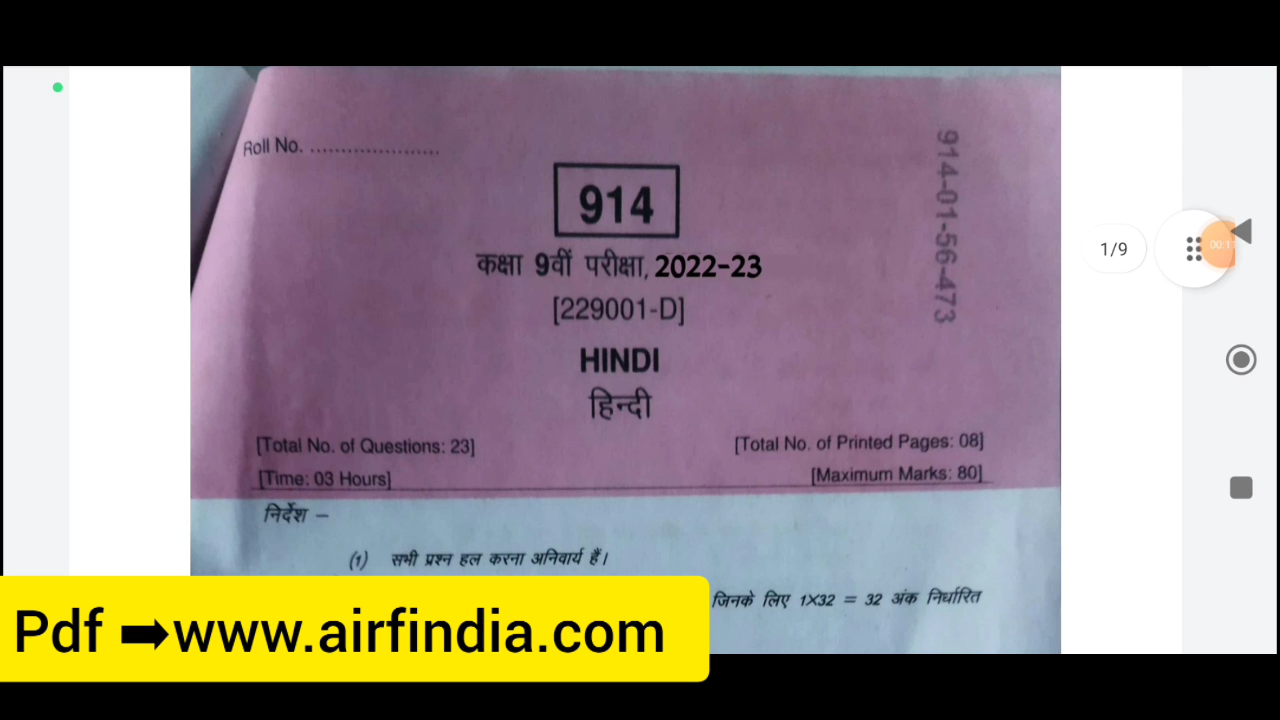 Roll No. ......................
914
914-01-56-473
कक्षा 9वीं परीक्षा, 2022-23
[229001-D]
HINDI
हिन्दी
[Total No. of Questions: 23] [Total No. of Printed Pages: 08]
[Time: 03 Hours] [Maximum Marks: 80]
निर्देश –
(1) सभी प्रश्न हल करना अनिवार्य हैं।
जिनके लिए 1X32 = 32 अंक निर्धारित
Pdf ➡www.airfindia.com
1/9